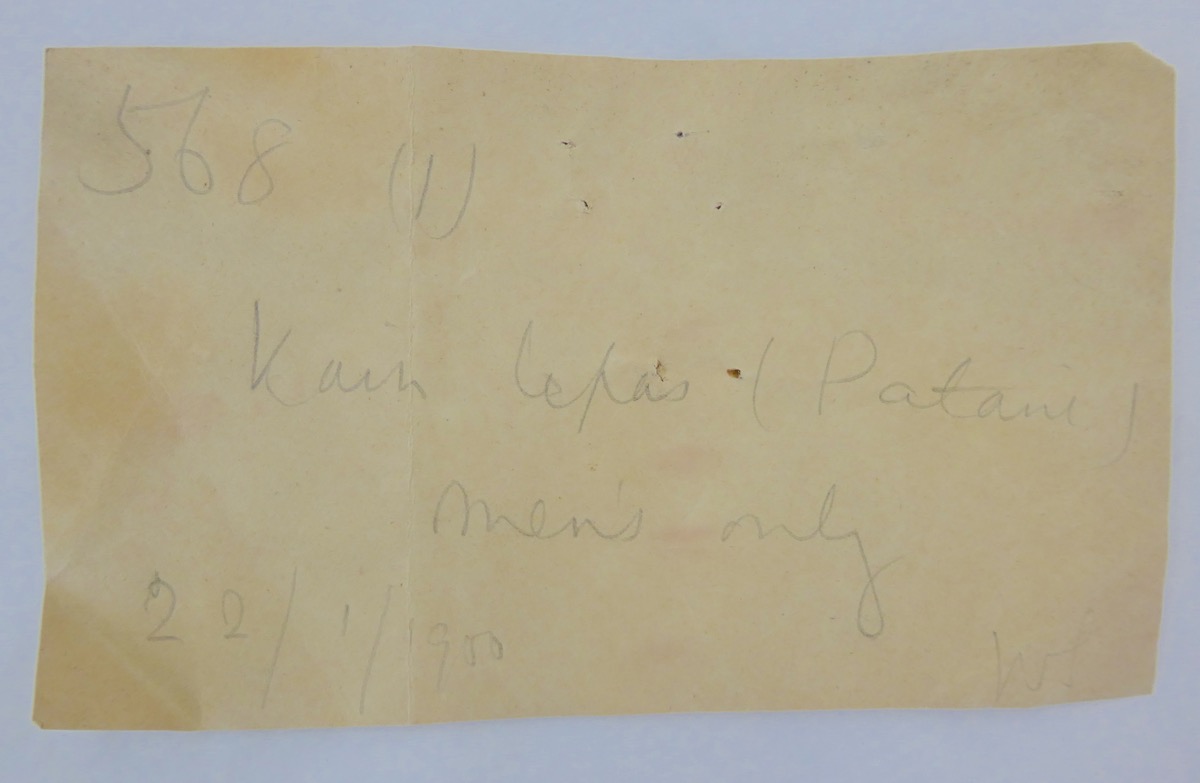 568 (1)
Kain lepas (Patani)
men's only
22/1/1900